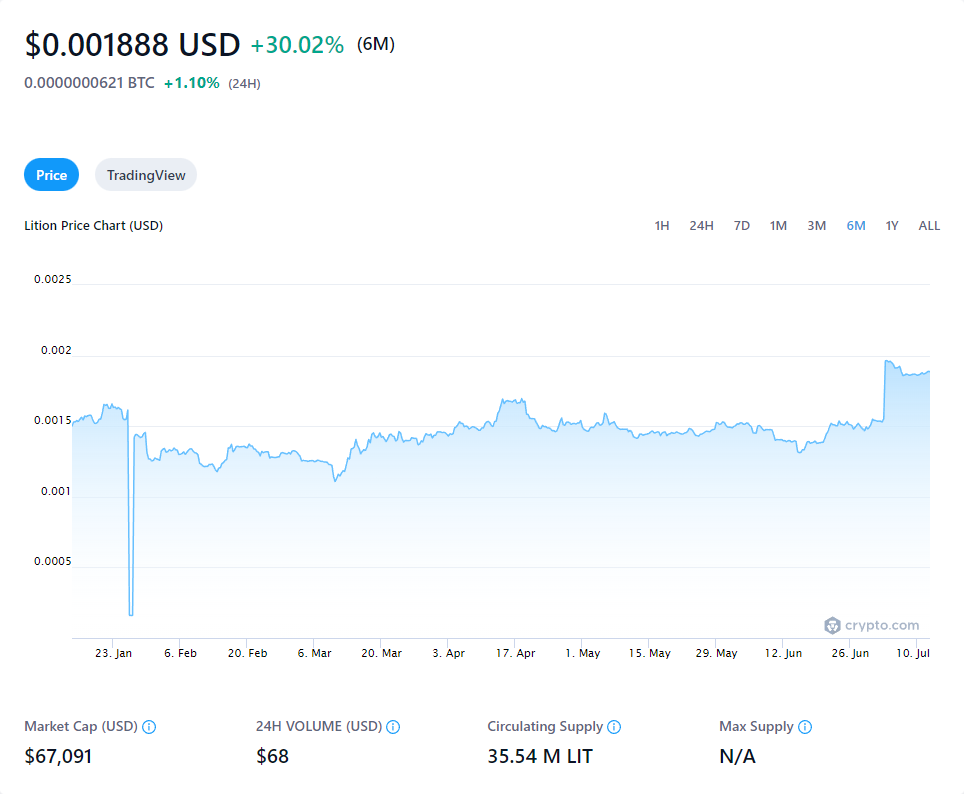 $0.001888 USD +30.02% (6M)
0.0000000621 BTC +1.10% (24H)
Price TradingView
Lition Price Chart (USD) 1H 24H 7D 1M 3M 6M 1Y ALL
0.0025
0.002
0.0015
0.001
0.0005
crypto.com
23. Jan 6. Feb 20. Feb 6. Mar 20. Mar 3. Apr 17. Apr 1. May 15. May 29. May 12. Jun 26. Jun 10. Jul
Market Cap (USD) 24H VOLUME (USD) Circulating Supply Max Supply
$67,091 $68 35.54 M LIT N/A